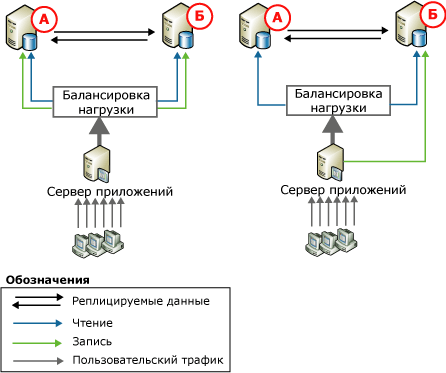 А
Б
Балансировка
нагрузки
Сервер приложений
А
Б
Балансировка
нагрузки
Сервер приложений
Обозначения
Реплицируемые данные
Чтение
Запись
Пользовательский трафик